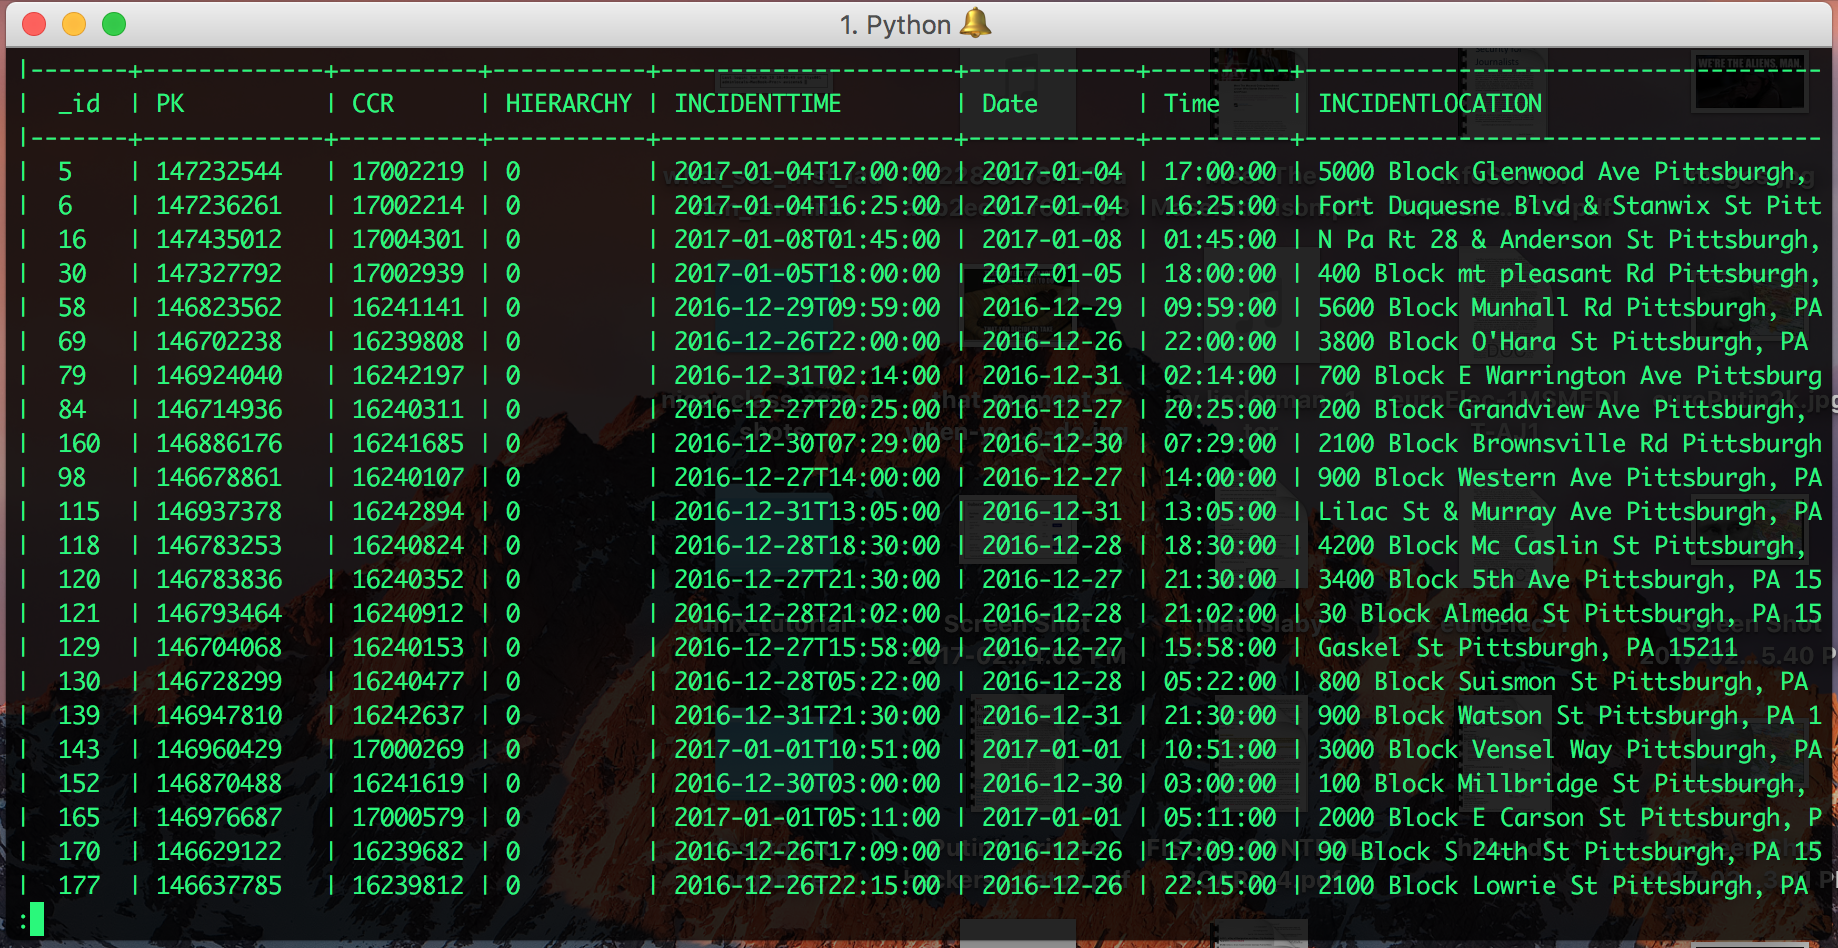 1. Python 🔔
|-------+-------------+----------+-----------+---------------------+------------+----------+-------------------------------------
|  _id  | PK          | CCR      | HIERARCHY | INCIDENTTIME        | Date       | Time     | INCIDENTLOCATION
|-------+-------------+----------+-----------+---------------------+------------+----------+-------------------------------------
|  5    | 147232544   | 17002219 | 0         | 2017-01-04T17:00:00 | 2017-01-04 | 17:00:00 | 5000 Block Glenwood Ave Pittsburgh,
|  6    | 147236261   | 17002214 | 0         | 2017-01-04T16:25:00 | 2017-01-04 | 16:25:00 | Fort Duquesne Blvd & Stanwix St Pitt
|  16   | 147435012   | 17004301 | 0         | 2017-01-08T01:45:00 | 2017-01-08 | 01:45:00 | N Pa Rt 28 & Anderson St Pittsburgh,
|  30   | 147327792   | 17002939 | 0         | 2017-01-05T18:00:00 | 2017-01-05 | 18:00:00 | 400 Block mt pleasant Rd Pittsburgh,
|  58   | 146823562   | 16241141 | 0         | 2016-12-29T09:59:00 | 2016-12-29 | 09:59:00 | 5600 Block Munhall Rd Pittsburgh, PA
|  69   | 146702238   | 16239808 | 0         | 2016-12-26T22:00:00 | 2016-12-26 | 22:00:00 | 3800 Block O'Hara St Pittsburgh, PA
|  79   | 146924040   | 16242197 | 0         | 2016-12-31T02:14:00 | 2016-12-31 | 02:14:00 | 700 Block E Warrington Ave Pittsburg
|  84   | 146714936   | 16240311 | 0         | 2016-12-27T20:25:00 | 2016-12-27 | 20:25:00 | 200 Block Grandview Ave Pittsburgh,
|  160  | 146886176   | 16241685 | 0         | 2016-12-30T07:29:00 | 2016-12-30 | 07:29:00 | 2100 Block Brownsville Rd Pittsburgh
|  98   | 146678861   | 16240107 | 0         | 2016-12-27T14:00:00 | 2016-12-27 | 14:00:00 | 900 Block Western Ave Pittsburgh, PA
|  115  | 146937378   | 16242894 | 0         | 2016-12-31T13:05:00 | 2016-12-31 | 13:05:00 | Lilac St & Murray Ave Pittsburgh, PA
|  118  | 146783253   | 16240824 | 0         | 2016-12-28T18:30:00 | 2016-12-28 | 18:30:00 | 4200 Block Mc Caslin St Pittsburgh,
|  120  | 146783836   | 16240352 | 0         | 2016-12-27T21:30:00 | 2016-12-27 | 21:30:00 | 3400 Block 5th Ave Pittsburgh, PA 15
|  121  | 146793464   | 16240912 | 0         | 2016-12-28T21:02:00 | 2016-12-28 | 21:02:00 | 30 Block Almeda St Pittsburgh, PA 15
|  129  | 146704068   | 16240153 | 0         | 2016-12-27T15:58:00 | 2016-12-27 | 15:58:00 | Gaskel St Pittsburgh, PA 15211
|  130  | 146728299   | 16240477 | 0         | 2016-12-28T05:22:00 | 2016-12-28 | 05:22:00 | 800 Block Suismon St Pittsburgh, PA
|  139  | 146947810   | 16242637 | 0         | 2016-12-31T21:30:00 | 2016-12-31 | 21:30:00 | 900 Block Watson St Pittsburgh, PA 1
|  143  | 146960429   | 17000269 | 0         | 2017-01-01T10:51:00 | 2017-01-01 | 10:51:00 | 3000 Block Vensel Way Pittsburgh, PA
|  152  | 146870488   | 16241619 | 0         | 2016-12-30T03:00:00 | 2016-12-30 | 03:00:00 | 100 Block Millbridge St Pittsburgh,
|  165  | 146976687   | 17000579 | 0         | 2017-01-01T05:11:00 | 2017-01-01 | 05:11:00 | 2000 Block E Carson St Pittsburgh, P
|  170  | 146629122   | 16239682 | 0         | 2016-12-26T17:09:00 | 2016-12-26 | 17:09:00 | 90 Block S 24th St Pittsburgh, PA 15
|  177  | 146637785   | 16239812 | 0         | 2016-12-26T22:15:00 | 2016-12-26 | 22:15:00 | 2100 Block Lowrie St Pittsburgh, PA
: